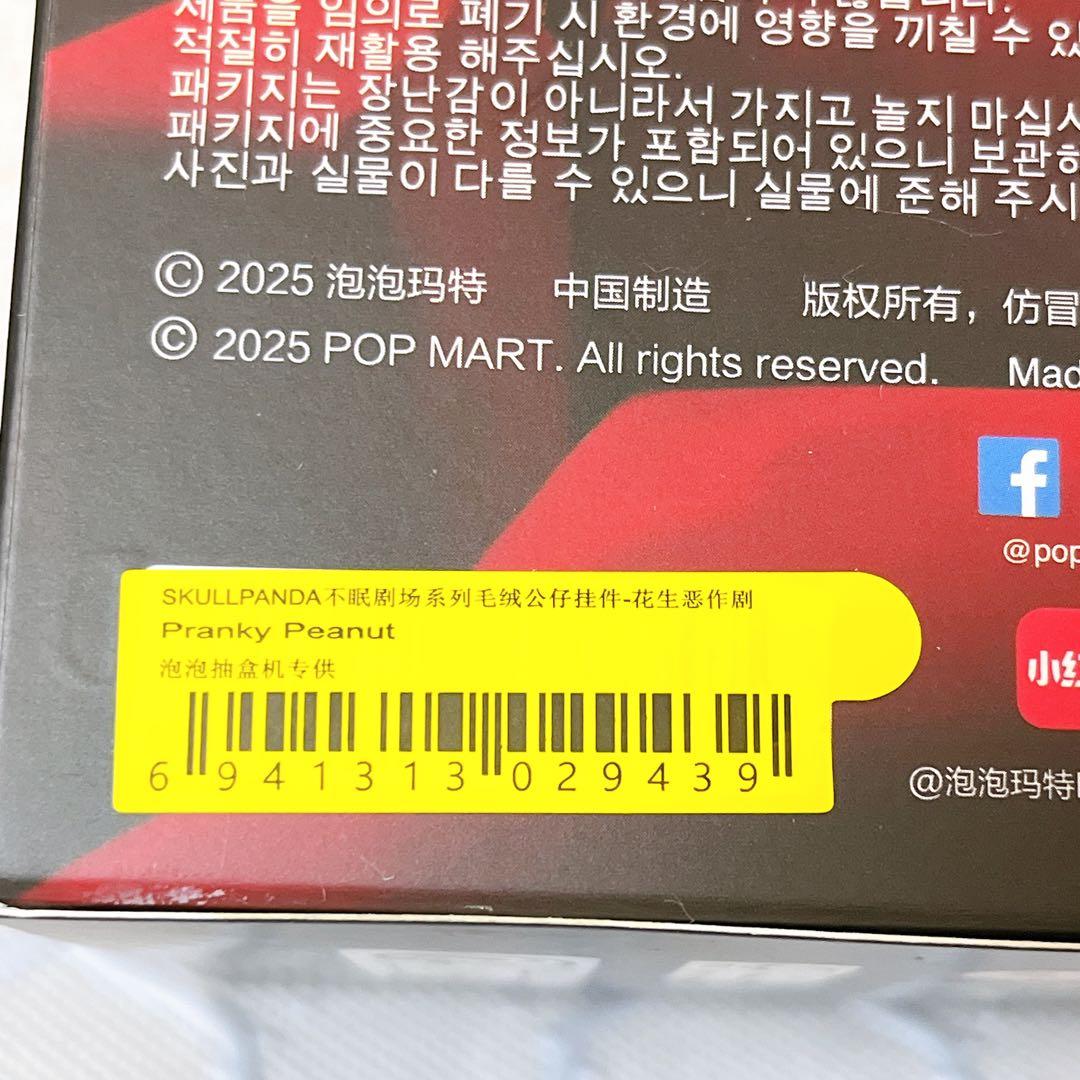 제품을 임의로 폐기 시 환경에 영향을 끼칠 수
적절히 재활용 해주십시오.
패키지는 장난감이 아니라서 가지고 놀지
패키지에 중요한 정보가 포함되어 있으니
사진과 실물이 다를 수 있으니 실물에 준해 주시
© 2025 泡泡玛特 中国制造 版权所有，仿冒
© 2025 POP MART. All rights reserved. Mad
@pop
SKULLPANDA不眠剧场系列毛绒公仔挂件-花生恶作剧
Pranky Peanut
泡泡抽盒机专供
6 941313 029439
小红
@泡泡玛特